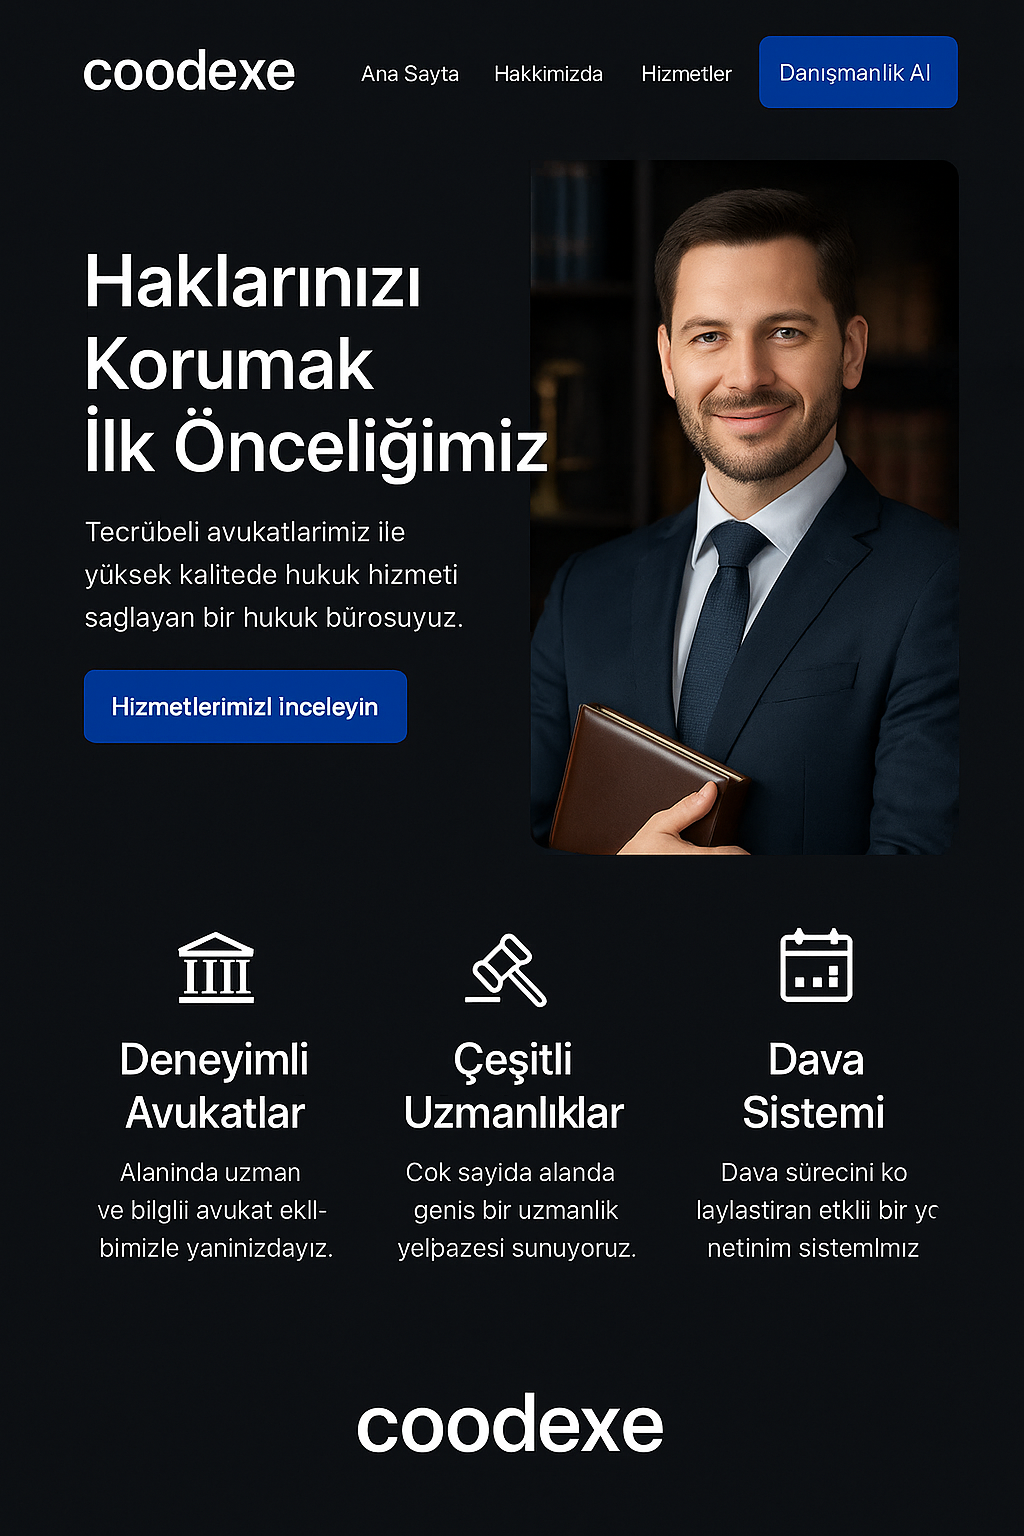 coodexe
Ana Sayta
Hakkimizda
Hizmetler
Danışmanlik Al
Haklarınızı
Korumak
İlk Önceliğimiz
Tecrübeli avukatlarimiz ile
yüksek kalitede hukuk hizmeti
sağlayan bir hukuk bürosuyuz.
Hizmetlerimizl inceleyin
Deneyimli
Avukatlar
Alaninda uzman
ve bilglii avukat ekll-
bimizle yaninizdayız.
Çeşitli
Uzmanlıklar
Cok sayida alanda
genis bir uzmanlik
yelpazesi sunuyoruz.
Dava
Sistemi
Dava sürecini ko
laylastiran etklii bir yc
netinim sistemlmız
coodexe